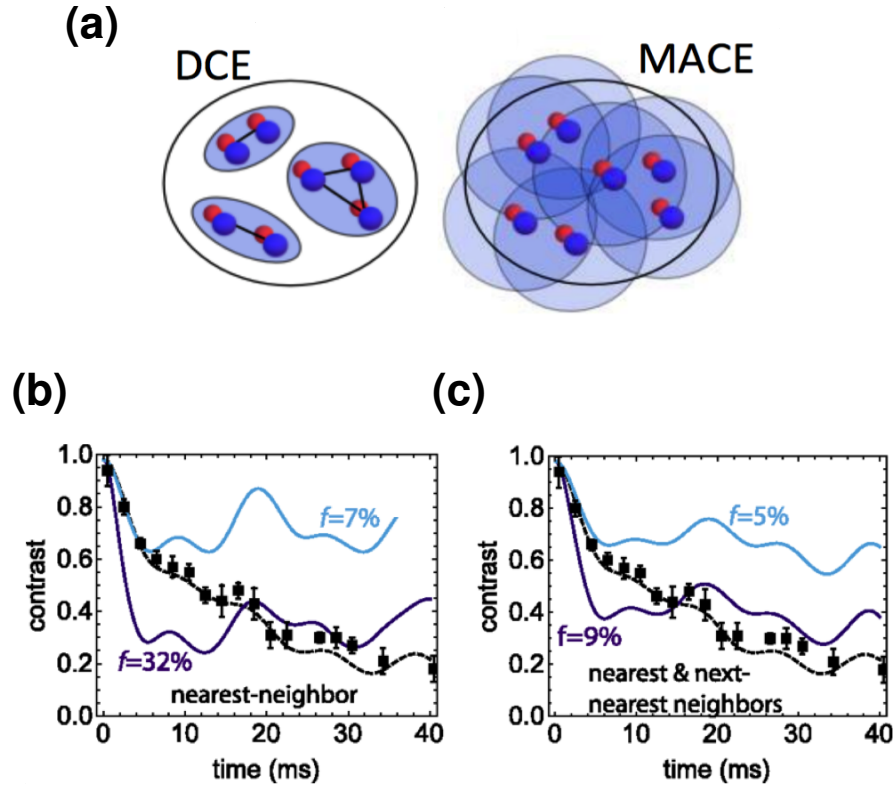 (a)
DCE
MACE
(b)
1.0
0.8
0.6
0.4
0.2
0.0
contrast
f=7%
f=32%
nearest-neighbor
0
10
20
30
40
time (ms)
(c)
1.0
0.8
0.6
0.4
0.2
0.0
contrast
f=5%
f=9%
nearest & next-
nearest neighbors
0
10
20
30
40
time (ms)